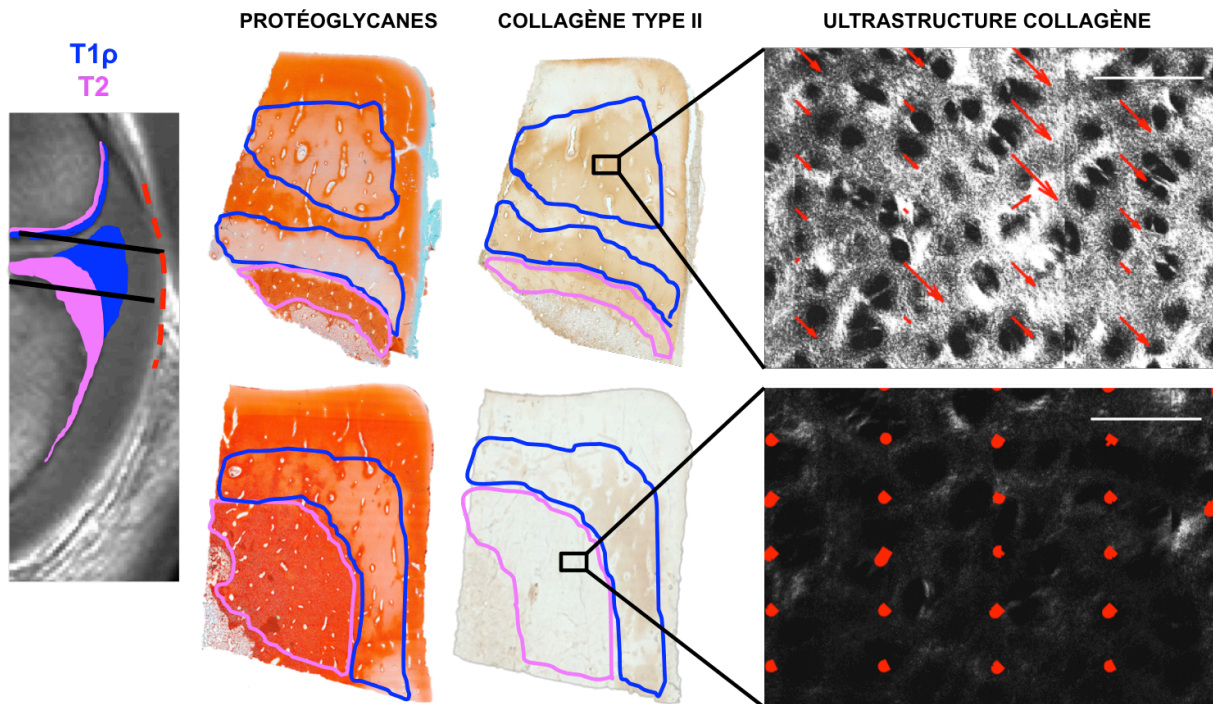 PROTÉOGLYCANES
COLLAGÈNE TYPE II
ULTRASTRUCTURE COLLAGÈNE
T1ρ
T2